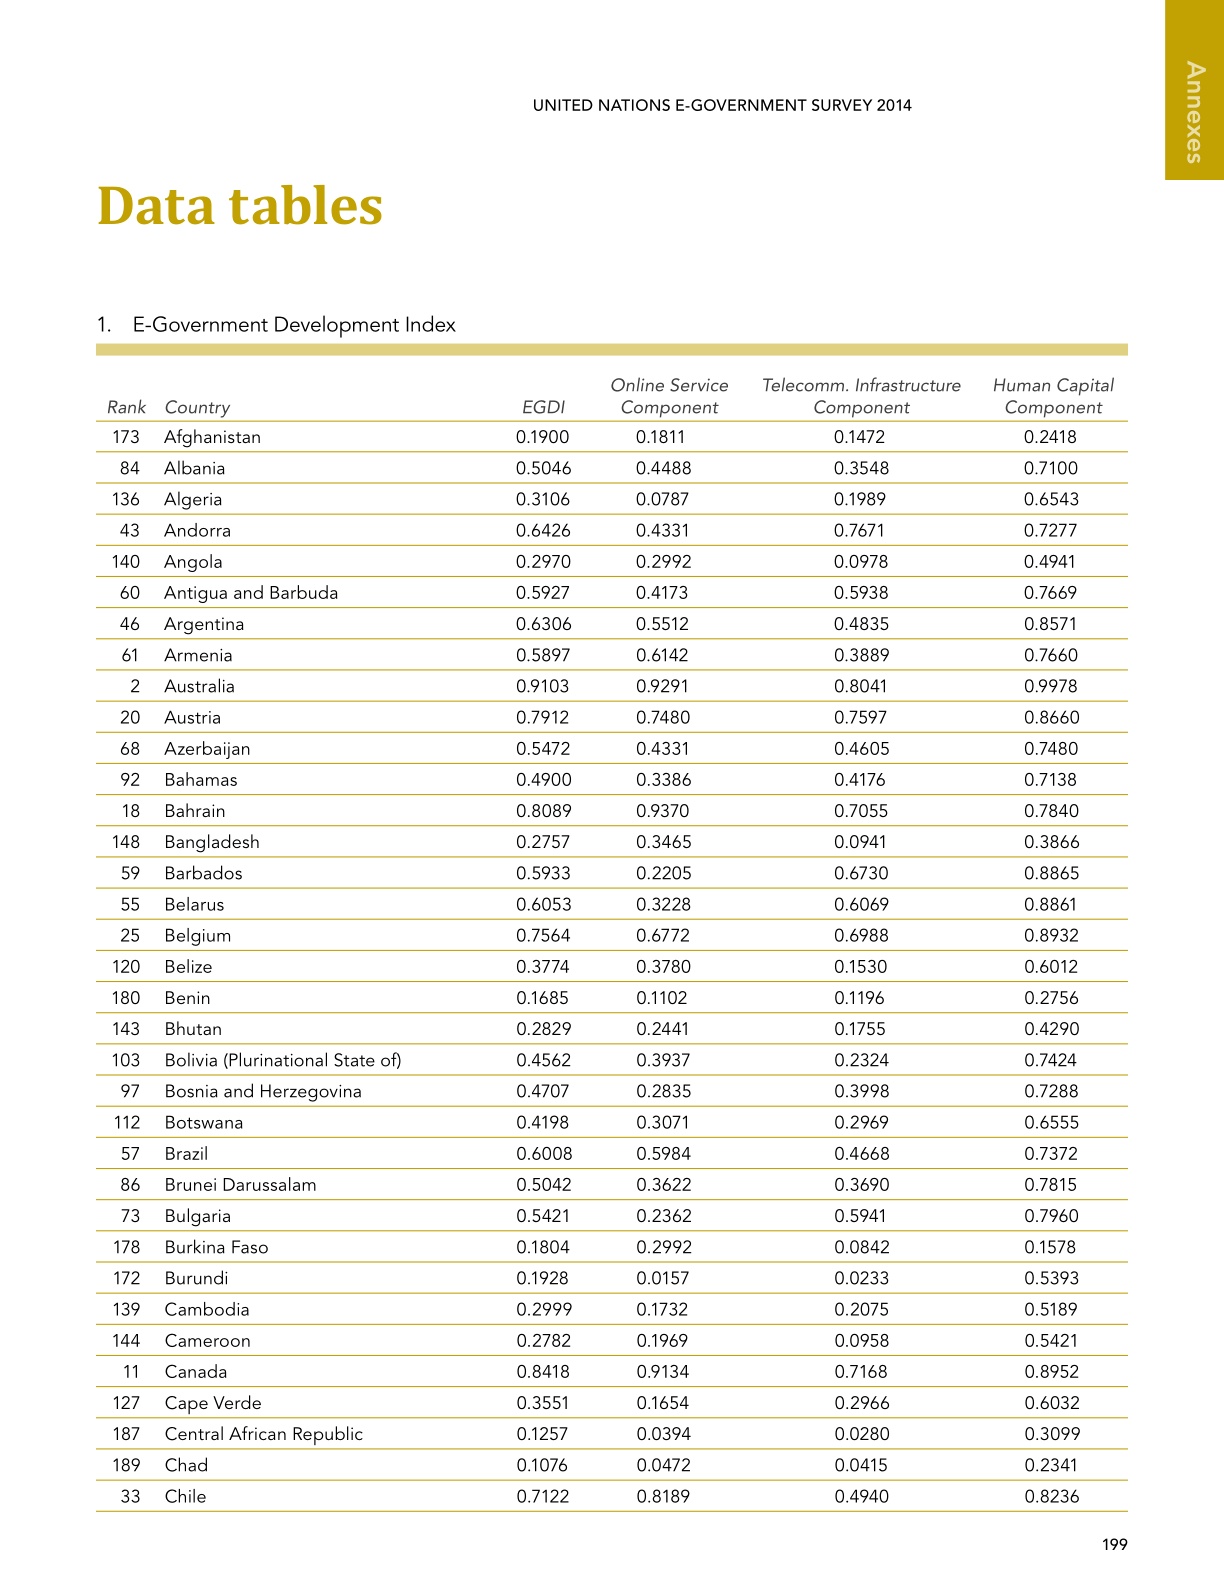 Annexes
UNITED NATIONS E-GOVERNMENT SURVEY 2014
Data tables
1. E-Government Development Index
Rank Country EGDI Online Service Component Telecomm. Infrastructure Component Human Capital Component
173 Afghanistan 0.1900 0.1811 0.1472 0.2418
84 Albania 0.5046 0.4488 0.3548 0.7100
136 Algeria 0.3106 0.0787 0.1989 0.6543
43 Andorra 0.6426 0.4331 0.7671 0.7277
140 Angola 0.2970 0.2992 0.0978 0.4941
60 Antigua and Barbuda 0.5927 0.4173 0.5938 0.7669
46 Argentina 0.6306 0.5512 0.4835 0.8571
61 Armenia 0.5897 0.6142 0.3889 0.7660
2 Australia 0.9103 0.9291 0.8041 0.9978
20 Austria 0.7912 0.7480 0.7597 0.8660
68 Azerbaijan 0.5472 0.4331 0.4605 0.7480
92 Bahamas 0.4900 0.3386 0.4176 0.7138
18 Bahrain 0.8089 0.9370 0.7055 0.7840
148 Bangladesh 0.2757 0.3465 0.0941 0.3866
59 Barbados 0.5933 0.2205 0.6730 0.8865
55 Belarus 0.6053 0.3228 0.6069 0.8861
25 Belgium 0.7564 0.6772 0.6988 0.8932
120 Belize 0.3774 0.3780 0.1530 0.6012
180 Benin 0.1685 0.1102 0.1196 0.2756
143 Bhutan 0.2829 0.2441 0.1755 0.4290
103 Bolivia (Plurinational State of) 0.4562 0.3937 0.2324 0.7424
97 Bosnia and Herzegovina 0.4707 0.2835 0.3998 0.7288
112 Botswana 0.4198 0.3071 0.2969 0.6555
57 Brazil 0.6008 0.5984 0.4668 0.7372
86 Brunei Darussalam 0.5042 0.3622 0.3690 0.7815
73 Bulgaria 0.5421 0.2362 0.5941 0.7960
178 Burkina Faso 0.1804 0.2992 0.0842 0.1578
172 Burundi 0.1928 0.0157 0.0233 0.5393
139 Cambodia 0.2999 0.1732 0.2075 0.5189
144 Cameroon 0.2782 0.1969 0.0958 0.5421
11 Canada 0.8418 0.9134 0.7168 0.8952
127 Cape Verde 0.3551 0.1654 0.2966 0.6032
187 Central African Republic 0.1257 0.0394 0.0280 0.3099
189 Chad 0.1076 0.0472 0.0415 0.2341
33 Chile 0.7122 0.8189 0.4940 0.8236
199